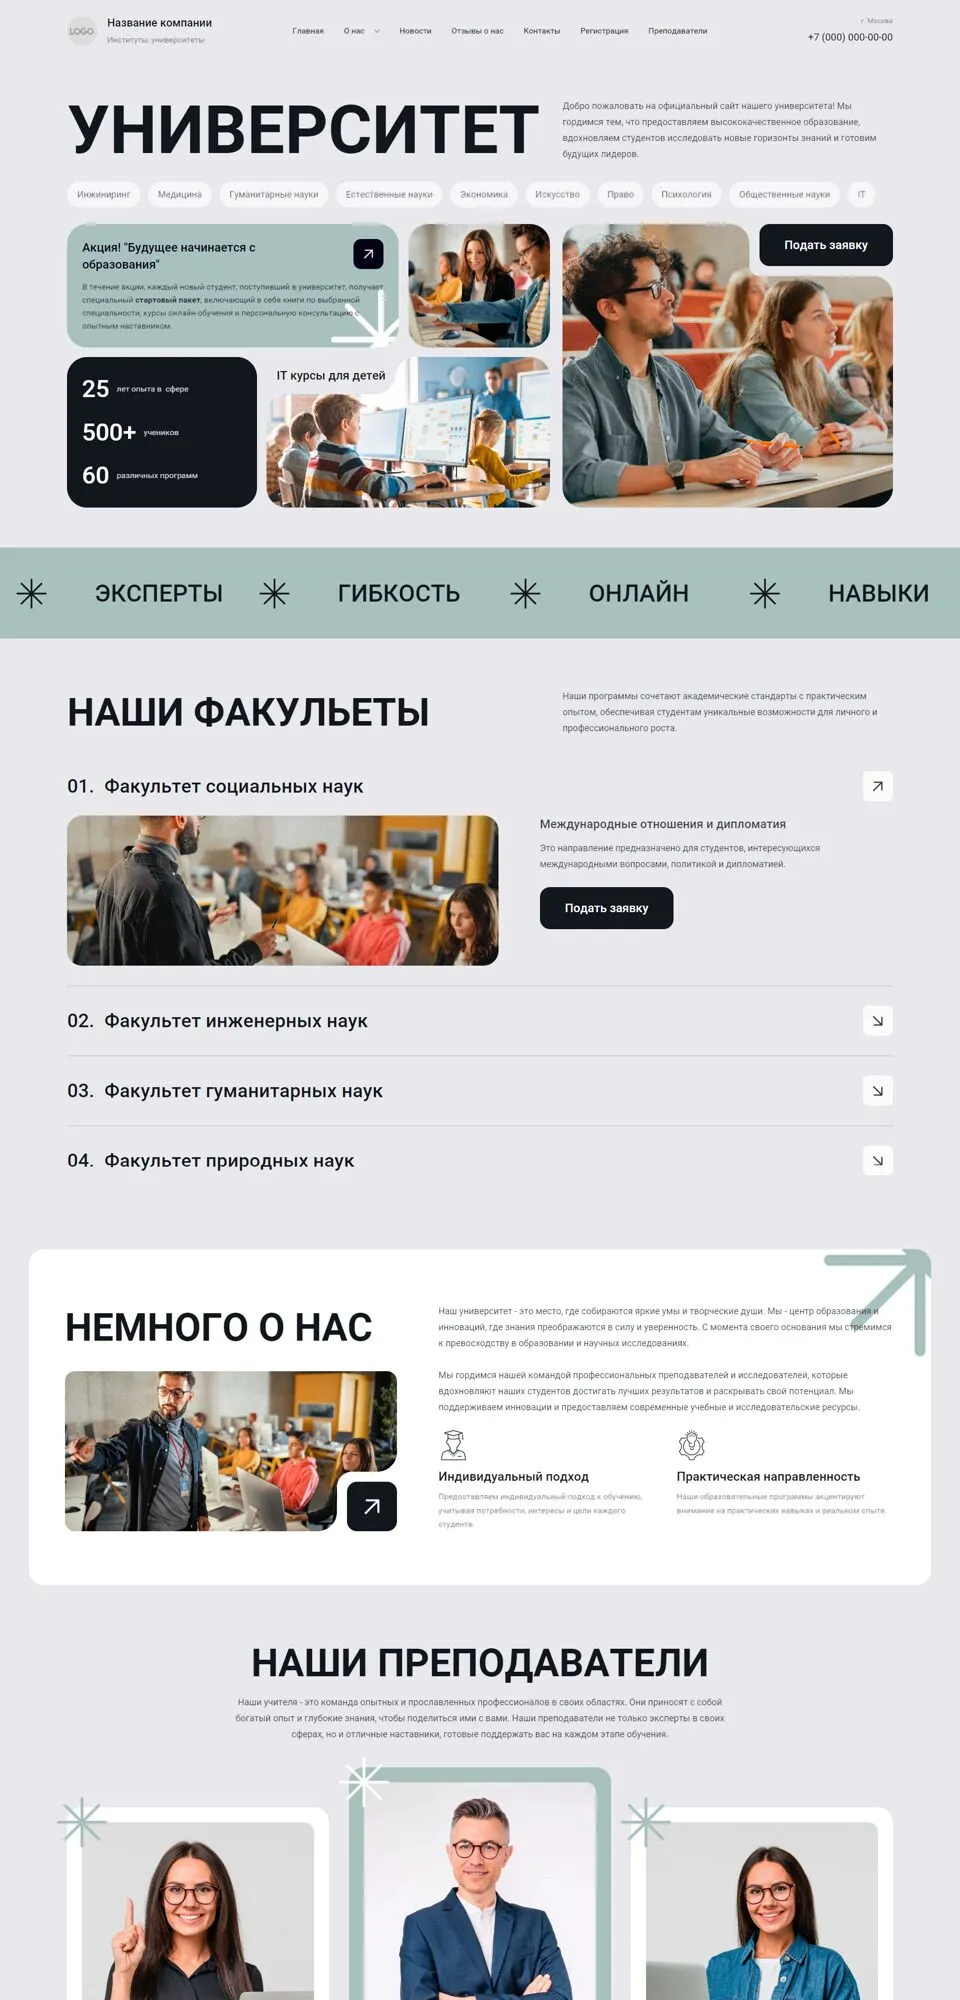 LOGO
Название компании
Институты, университеты
Главная
О нас
Новости
Отзывы о нас
Контакты
Регистрация
Преподаватели
г. Москва
+7 (000) 000-00-00
УНИВЕРСИТЕТ
Добро пожаловать на официальный сайт нашего университета! Мы
гордимся тем, что предоставляем высококачественное образование,
вдохновляем студентов исследовать новые горизонты знаний и готовим
будущих лидеров.
Инжиниринг
Медицина
Гуманитарные науки
Естественные науки
Экономика
Искусство
Право
Психология
Общественные науки
IT
Акция! "Будущее начинается с
образования"
В течение акции, каждый новый студент, поступивший в университет, получает
специальный стартовый пакет, включающий в себя книги по выбранной
специальности, курсы онлайн-обучения и персональную консультацию с
опытным наставником.
Подать заявку
25 лет опыта в сфере
500+ учеников
60 различных программ
IT курсы для детей
ЭКСПЕРТЫ
ГИБКОСТЬ
ОНЛАЙН
НАВЫКИ
НАШИ ФАКУЛЬЕТЫ
Наши программы сочетают академические стандарты с практическим
опытом, обеспечивая студентам уникальные возможности для личного и
профессионального роста.
01. Факультет социальных наук
Международные отношения и дипломатия
Это направление предназначено для студентов, интересующихся
международными вопросами, политикой и дипломатией.
Подать заявку
02. Факультет инженерных наук
03. Факультет гуманитарных наук
04. Факультет природных наук
НЕМНОГО О НАС
Наш университет - это место, где собираются яркие умы и творческие души. Мы - центр образования и
инноваций, где знания преображаются в силу и уверенность. С момента своего основания мы стремимся
к превосходству в образовании и научных исследованиях.
Мы гордимся нашей командой профессиональных преподавателей и исследователей, которые
вдохновляют наших студентов достигать лучших результатов и раскрывать свой потенциал. Мы
поддерживаем инновации и предоставляем современные учебные и исследовательские ресурсы.
Индивидуальный подход
Предоставляем индивидуальный подход к обучению,
учитывая потребности, интересы и цели каждого
студента.
Практическая направленность
Наши образовательные программы акцентируют
внимание на практических навыках и реальном опыте.
НАШИ ПРЕПОДАВАТЕЛИ
Наши учителя - это команда опытных и прославленных профессионалов в своих областях. Они приносят с собой
богатый опыт и глубокие знания, чтобы поделиться ими с вами. Наши преподаватели не только эксперты в своих
сферах, но и отличные наставники, готовые поддержать вас на каждом этапе обучения.